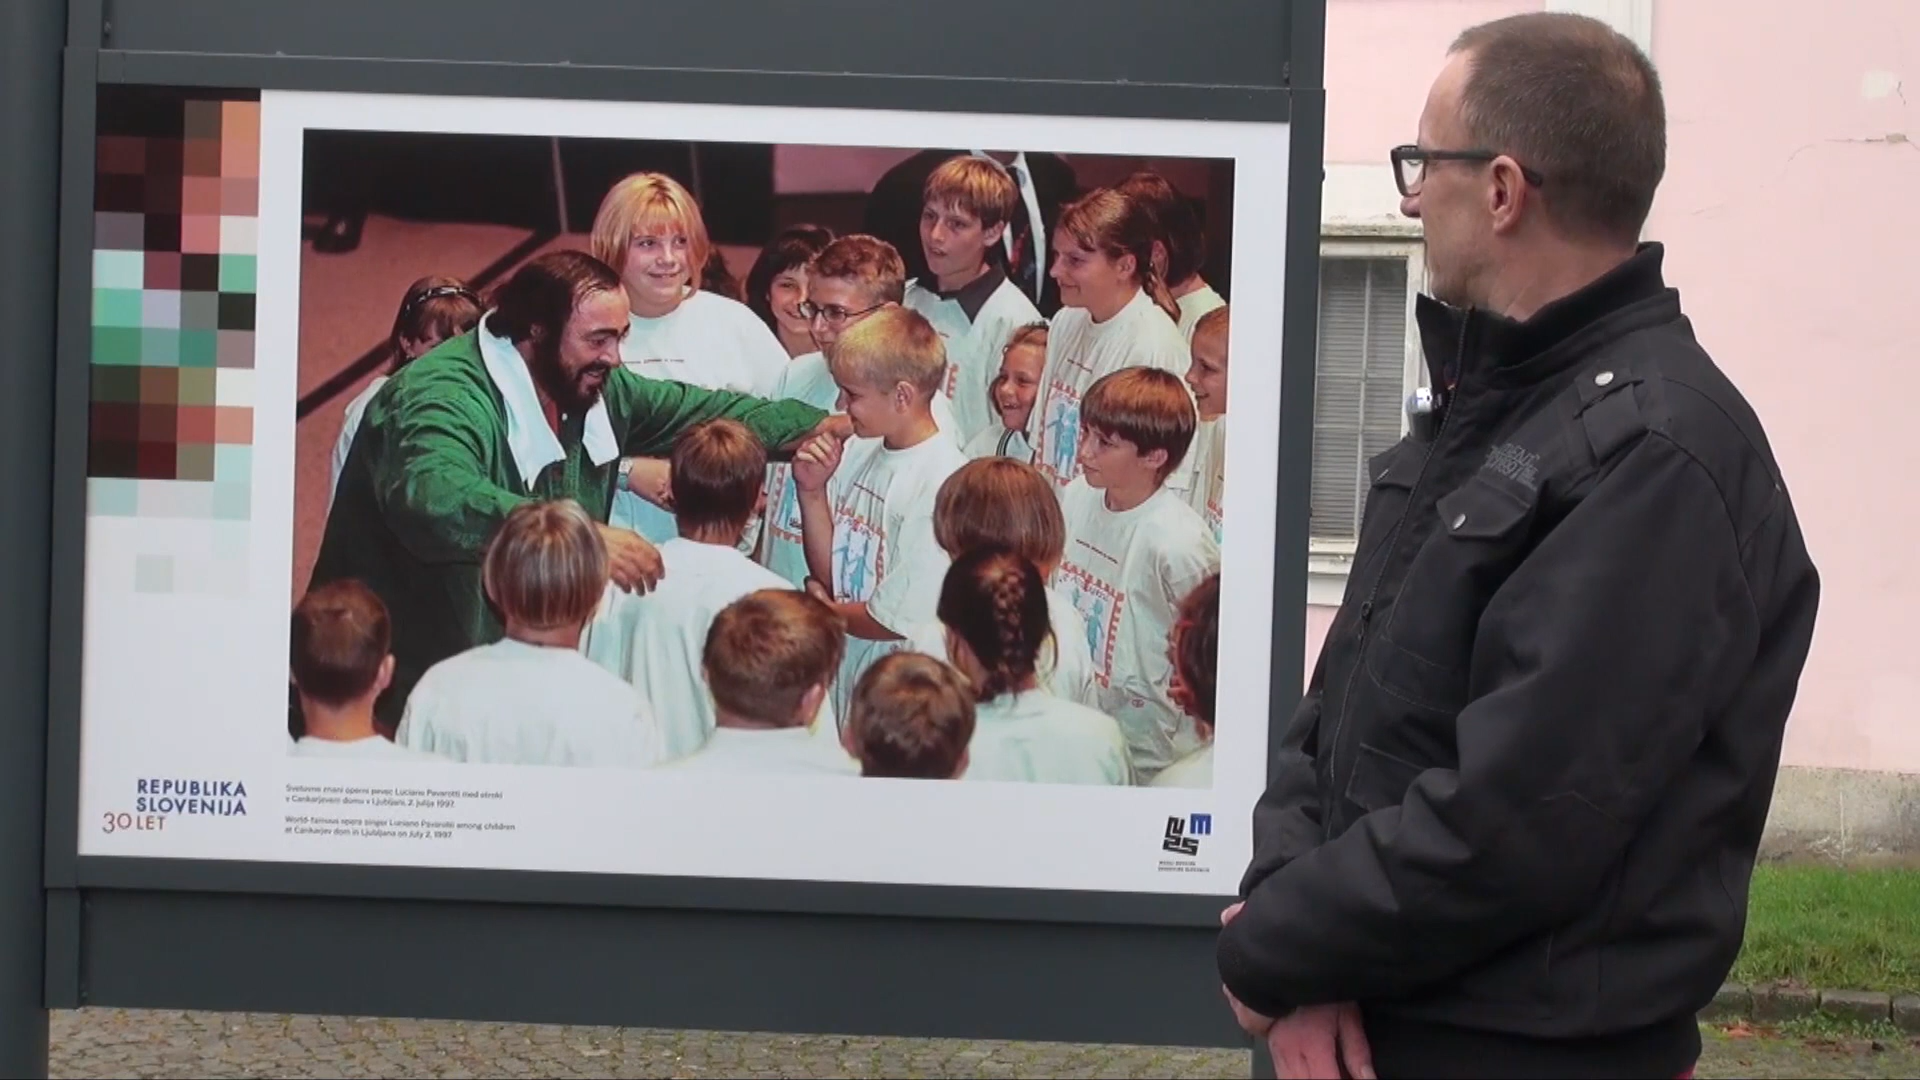 REPUBLIKA
SLOVENIJA
30 LET
Svetovno znani operni pevec Luciano Pavarotti med otroki
v Cankarjevem domu v Ljubljani, 2. julija 1997.
World-famous opera singer Luciano Pavarotti among children
at Cankarjev dom in Ljubljana on July 2, 1997.